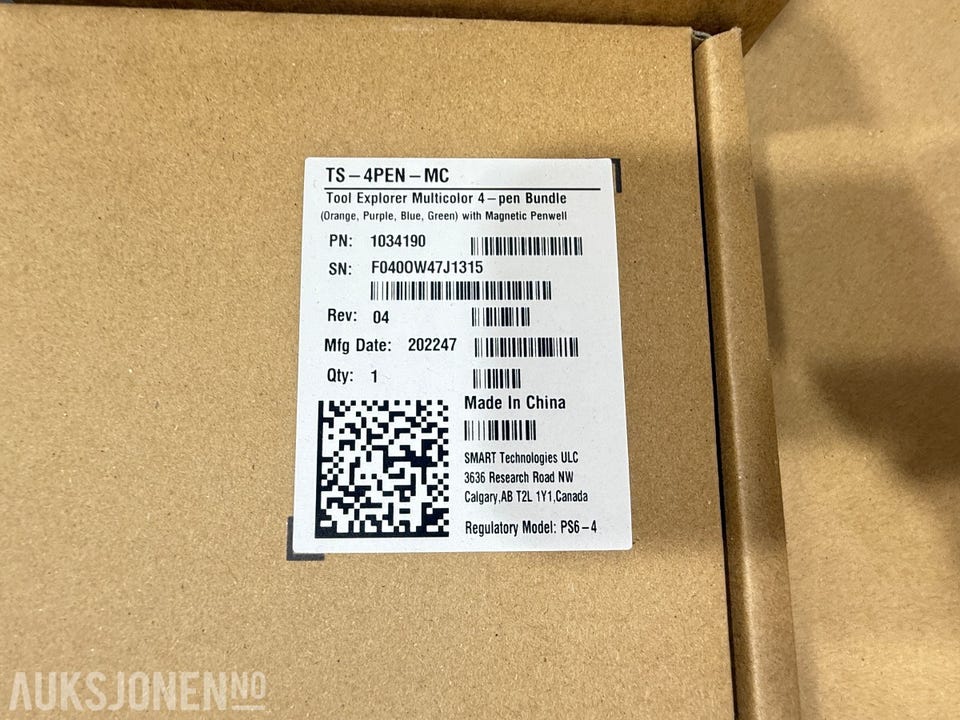 TS-4PEN-MC
Tool Explorer Multicolor 4-pen Bundle
(Orange, Purple, Blue, Green) with Magnetic Penwell
PN: 1034190
SN: F040OW47J1315
Rev: 04
Mfg Date: 202247
Qty: 1
Made In China
SMART Technologies ULC
3636 Research Road NW
Calgary,AB T2L 1Y1,Canada
Regulatory Model: PS6-4
AUKSJONEN NO